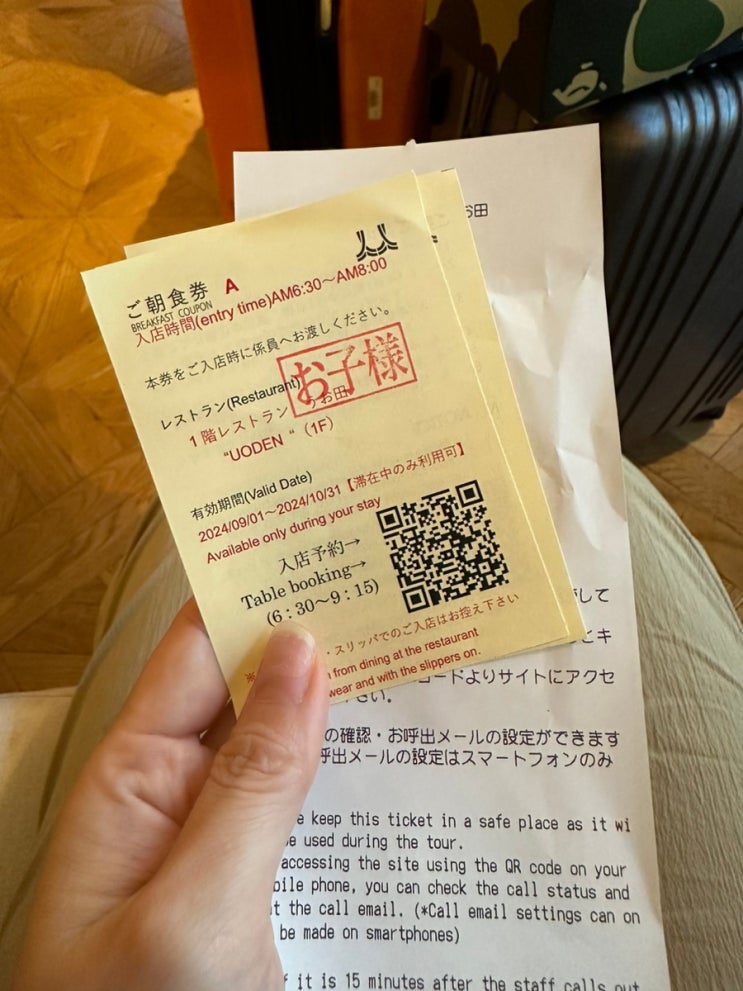 ご朝食券 A
BREAKFAST COUPON
入店時間(entry time)AM6:30～AM8:00
本券をご入店時に係員へお渡しください。
お子様
レストラン(Restaurant)
1階レストラン うお田
"UODEN "（1F）
有効期間(Valid Date)
2024/09/01～2024/10/31【滞在中のみ利用可】
Available only during your stay
入店予約→
Table booking→
(6：30～9：15)
※ ・スリッパでのご入店はお控え下さい
from dining at the restaurant
wear and with the slippers on.
お田
して
とキ
コードよりサイトにアクセ
さい。
の確認・お呼出メールの設定ができます
呼出メールの設定はスマートフォンのみ
e keep this ticket in a safe place as it wi
be used during the tour.
accessing the site using the QR code on your
bile phone, you can check the call status and
t the call email. (*Call email settings can on
be made on smartphones)
f it is 15 minutes after the staff calls out